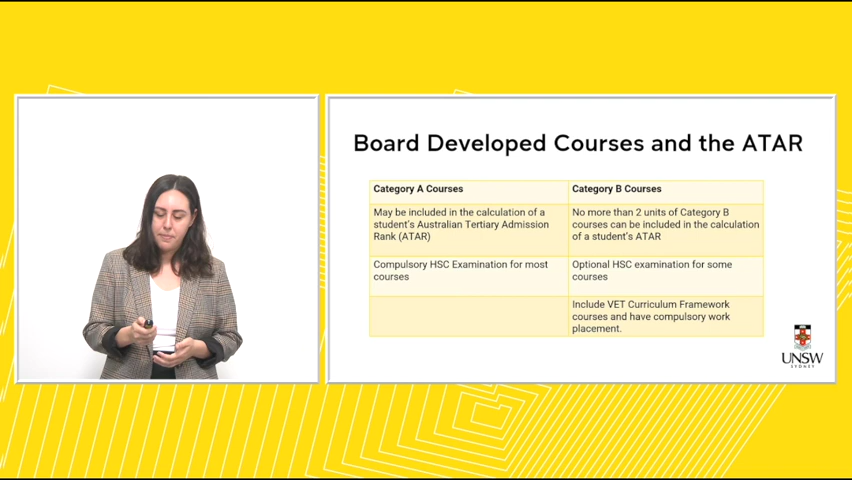 Board Developed Courses and the ATAR
Category A Courses
Category B Courses
May be included in the calculation of a
student's Australian Tertiary Admission
Rank (ATAR)
No more than 2 units of Category B
courses can be included in the calculation
of a student's ATAR
Compulsory HSC Examination for most
courses
Optional HSC examination for some
courses
Include VET Curriculum Framework
courses and have compulsory work
placement.
UNSW
SYDNEY